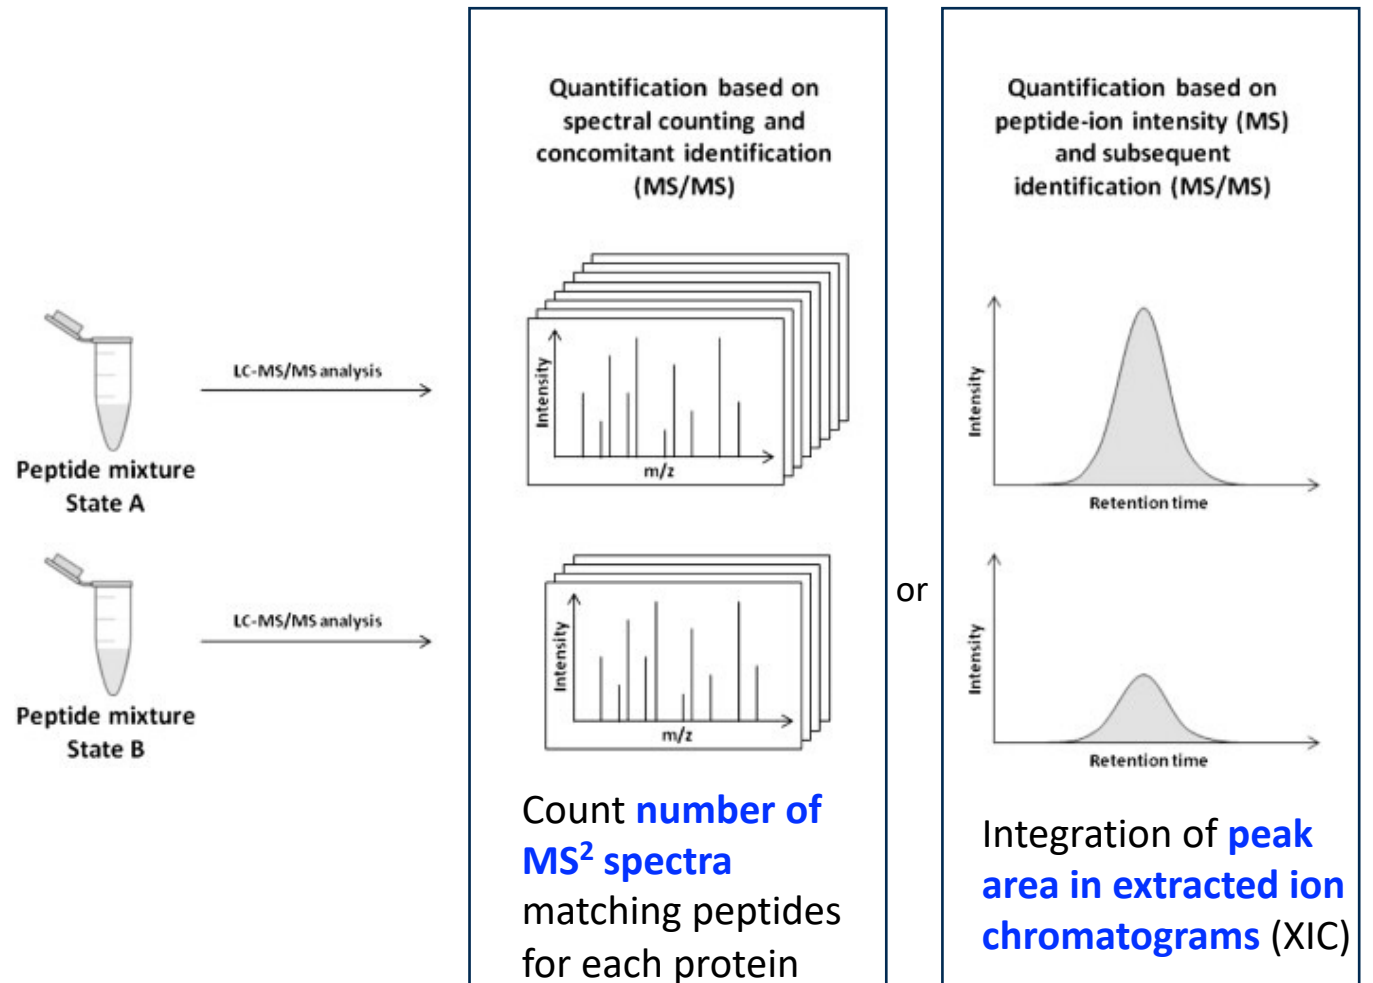 Quantification based on
spectral counting and
concomitant identification
(MS/MS)
Quantification based on
peptide-ion intensity (MS)
and subsequent
identification (MS/MS)
LC-MS/MS analysis
Peptide mixture
State A
Intensity
m/z
Intensity
Retention time
LC-MS/MS analysis
Peptide mixture
State B
Intensity
m/z
or
Intensity
Retention time
Count number of
MS² spectra
matching peptides
for each protein
Integration of peak
area in extracted ion
chromatograms (XIC)